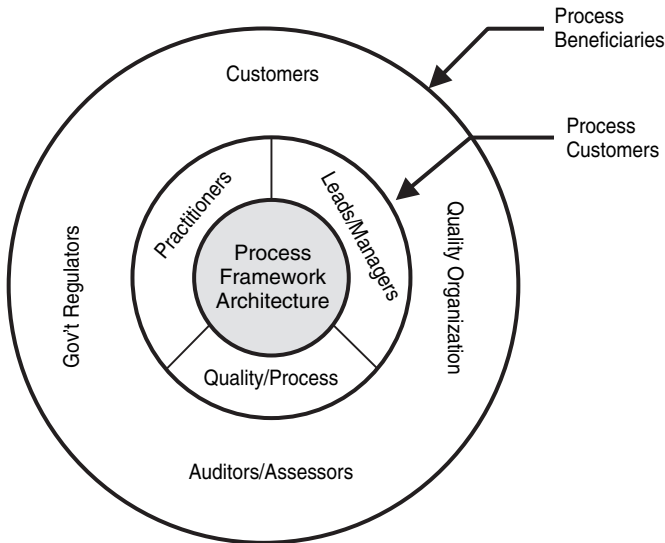 Process
Beneficiaries
Customers
Process
Customers
Practitioners
Leads/Managers
Gov't Regulators
Quality Organization
Process
Framework
Architecture
Quality/Process
Auditors/Assessors